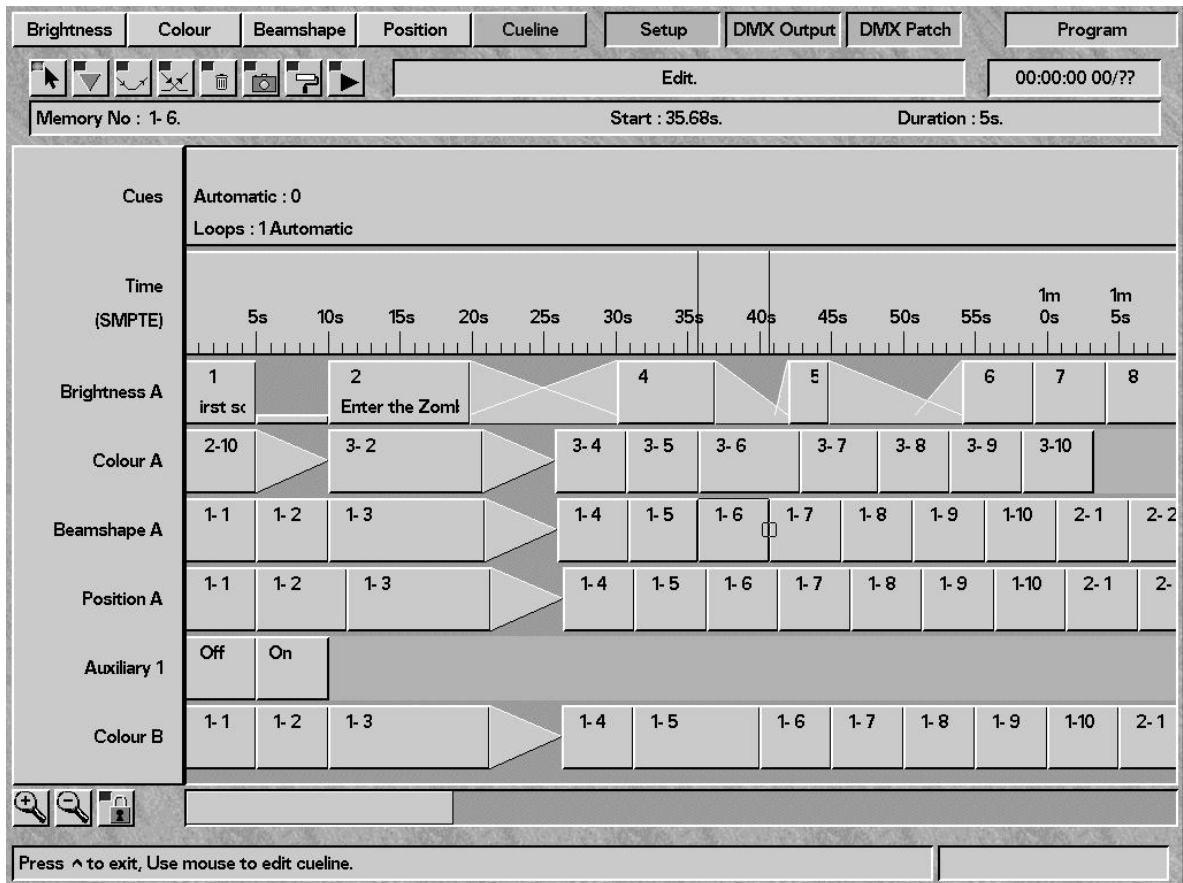 Brightness Colour Beamshape Position Cueline Setup DMX Output DMX Patch Program
Edit. 00:00:00 00/??
Memory No : 1- 6. Start : 35.68s. Duration : 5s.
Cues
Automatic : 0
Loops : 1 Automatic
Time
(SMPTE)
5s 10s 15s 20s 25s 30s 35s 40s 45s 50s 55s 1m 0s 1m 5s
Brightness A
1 2 4 5 6 7 8
irst sc Enter the Zoml
Colour A
2-10 3- 2 3- 4 3- 5 3- 6 3- 7 3- 8 3- 9 3-10
Beamshape A
1- 1 1- 2 1- 3 1- 4 1- 5 1- 6 1- 7 1- 8 1- 9 1-10 2- 1 2- 2
Position A
1- 1 1- 2 1- 3 1- 4 1- 5 1- 6 1- 7 1- 8 1- 9 1-10 2- 1 2-
Auxiliary 1
Off On
Colour B
1- 1 1- 2 1- 3 1- 4 1- 5 1- 6 1- 7 1- 8 1- 9 1-10 2- 1
Press ^ to exit, Use mouse to edit cueline.